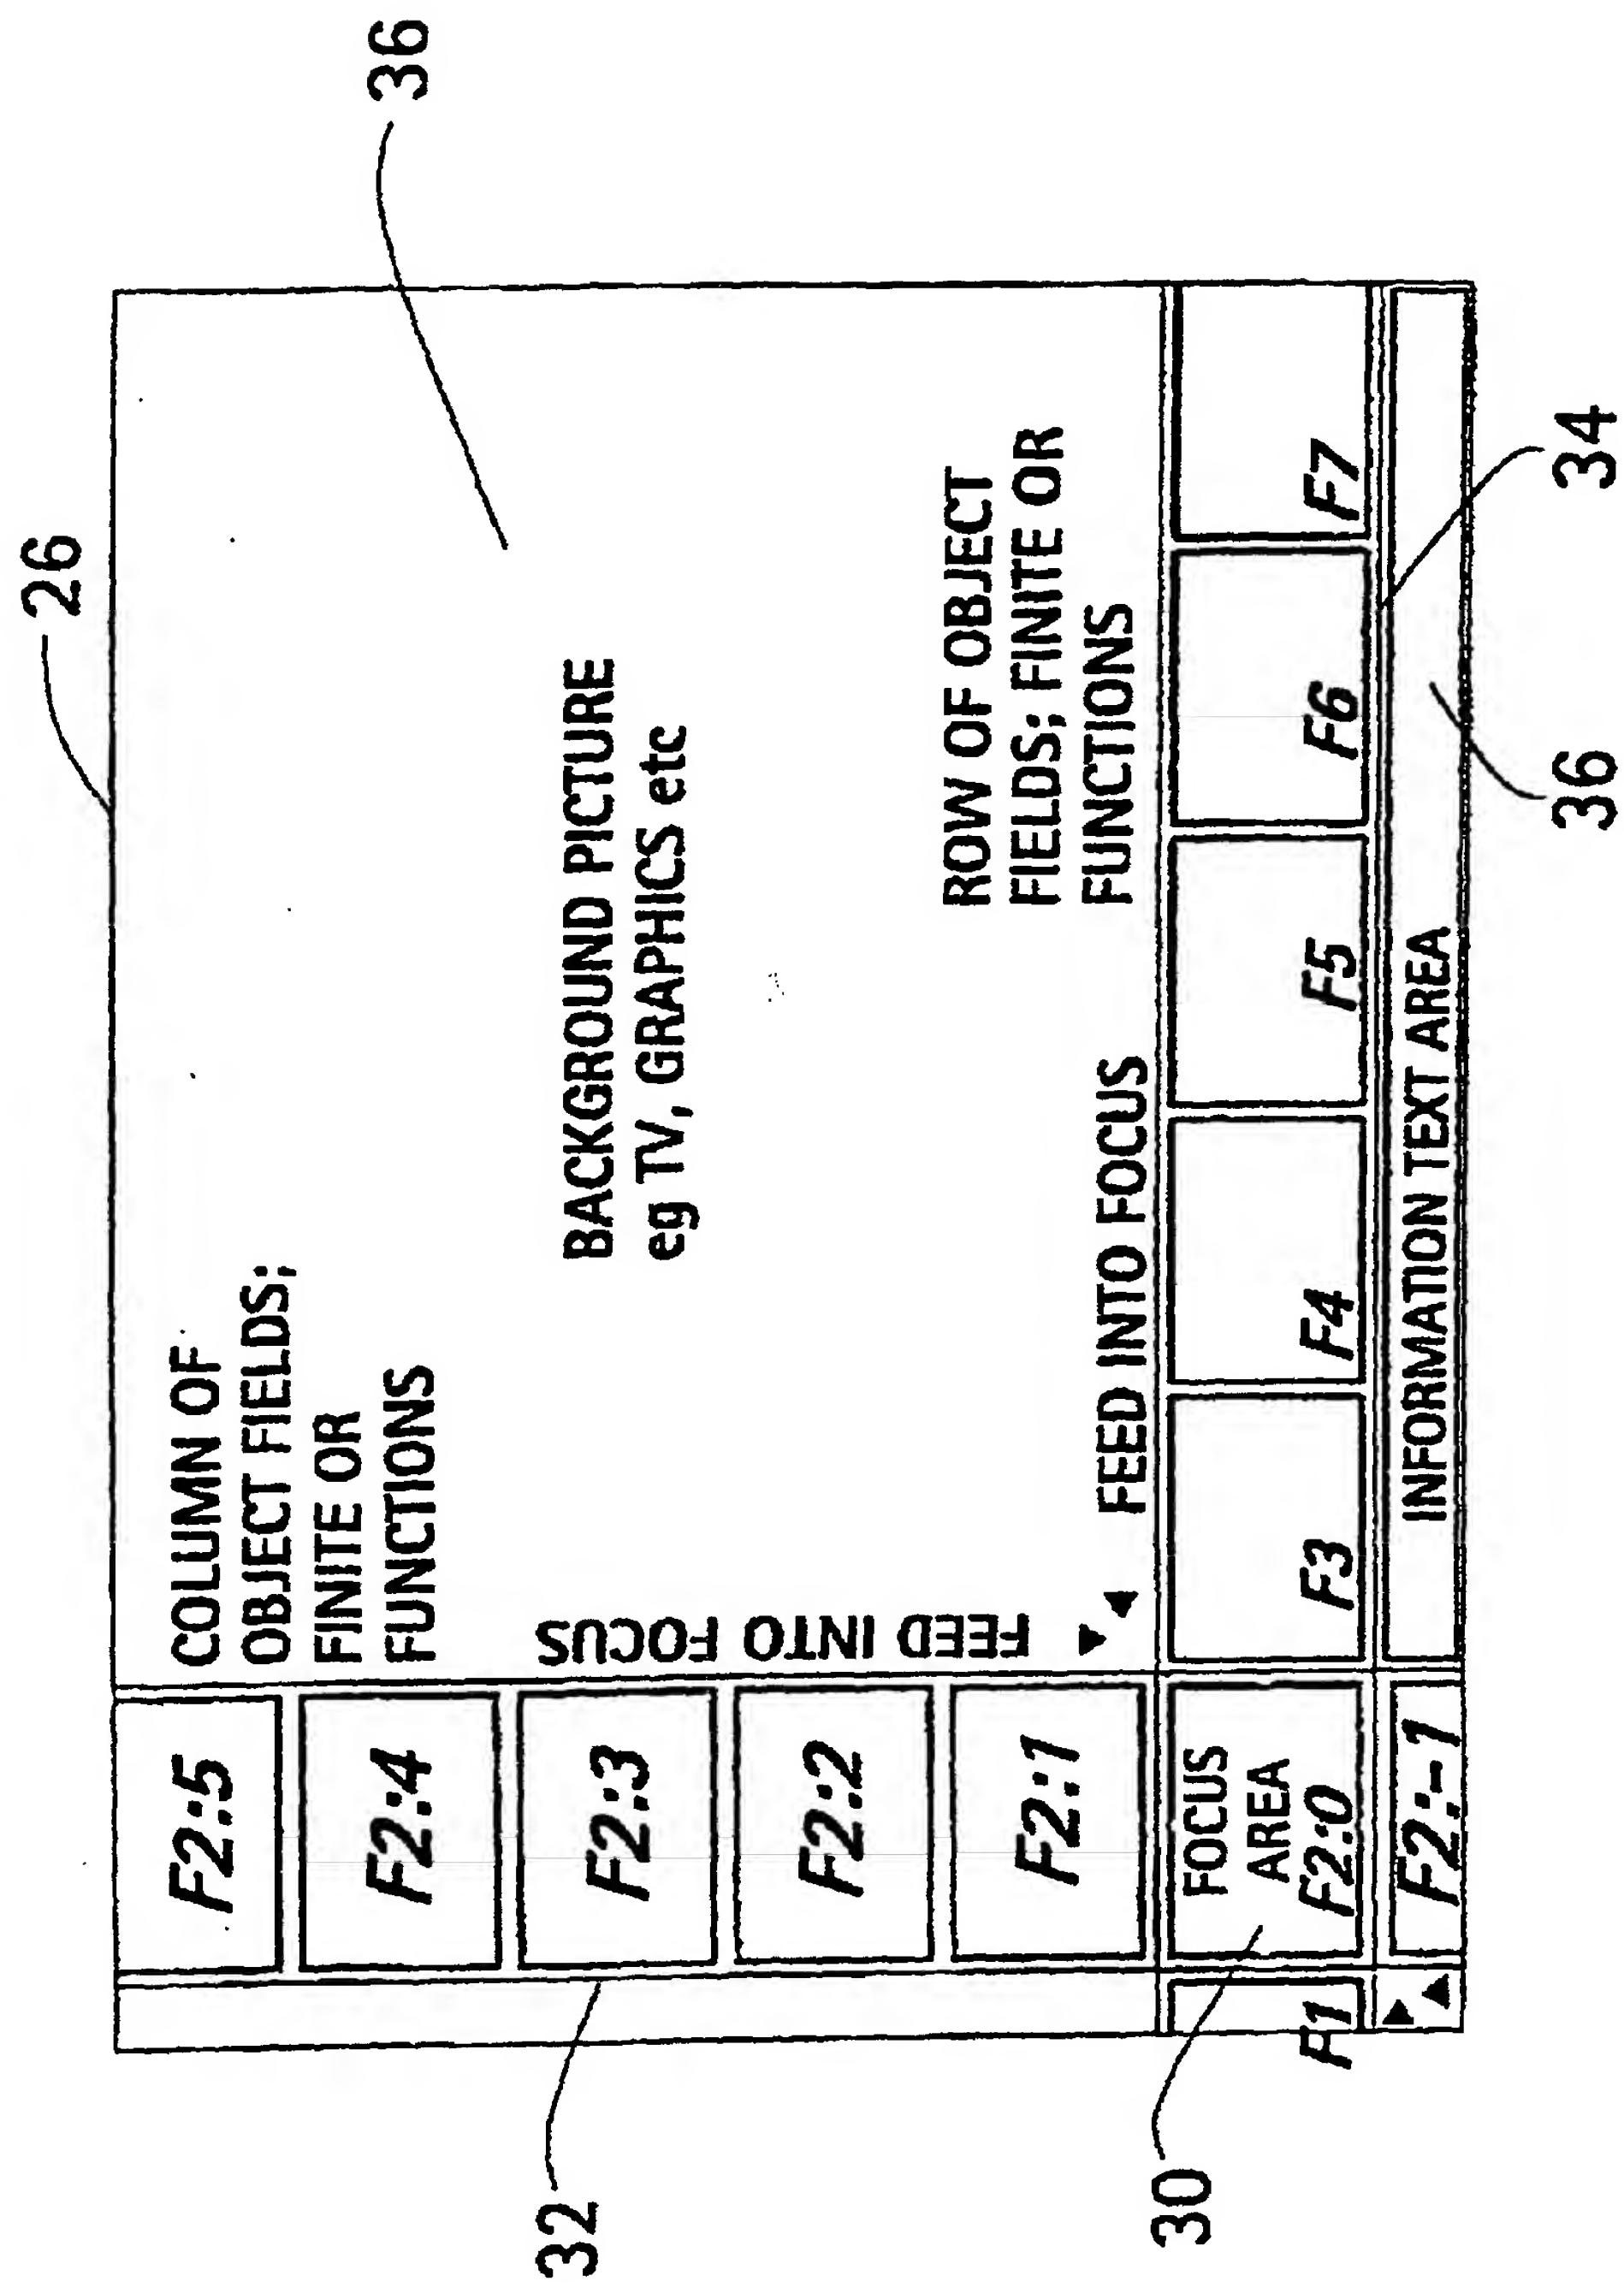 26
36
COLUMN OF
OBJECT FIELDS;
FINITE OR
FUNCTIONS
F2:5
F2:4
F2:3
F2:2
F2:1
32
FEED INTO FOCUS
BACKGROUND PICTURE
eg TV, GRAPHICS etc
ROW OF OBJECT
FIELDS; FINITE OR
FUNCTIONS
FEED INTO FOCUS
30
F1
FOCUS
AREA
F2:0
F3
F4
F5
F6
F7
F2:-1
INFORMATION TEXT AREA
36
34